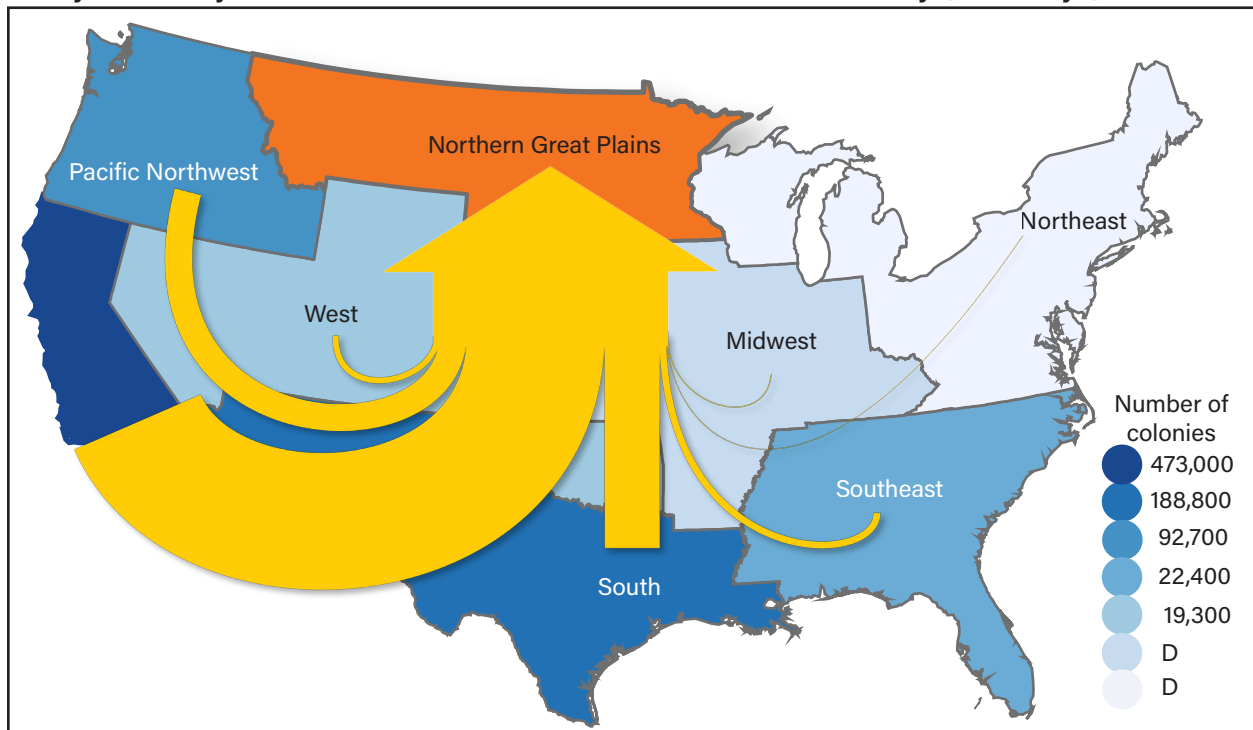 Northern Great Plains
Pacific Northwest
Northeast
West
Midwest
Number of
colonies
473,000
188,800
92,700
22,400
19,300
D
D
Southeast
South